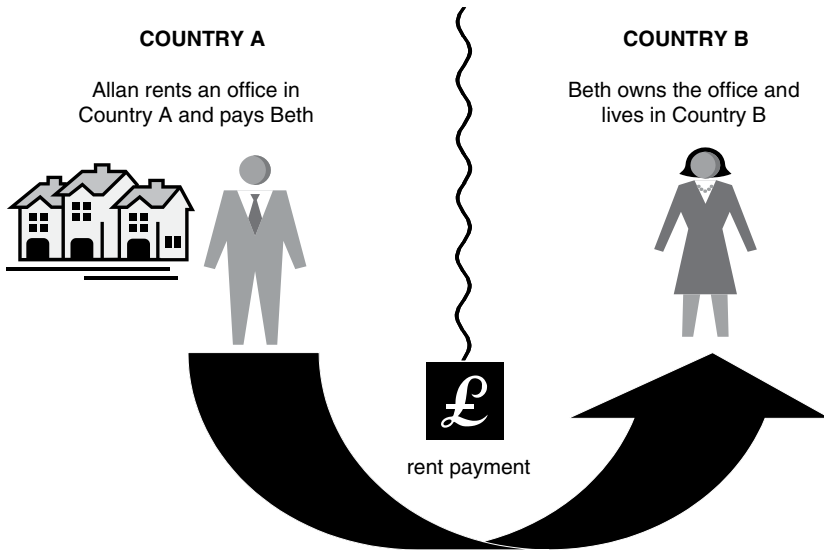 COUNTRY A
Allan rents an office in
Country A and pays Beth
COUNTRY B
Beth owns the office and
lives in Country B
£
rent payment